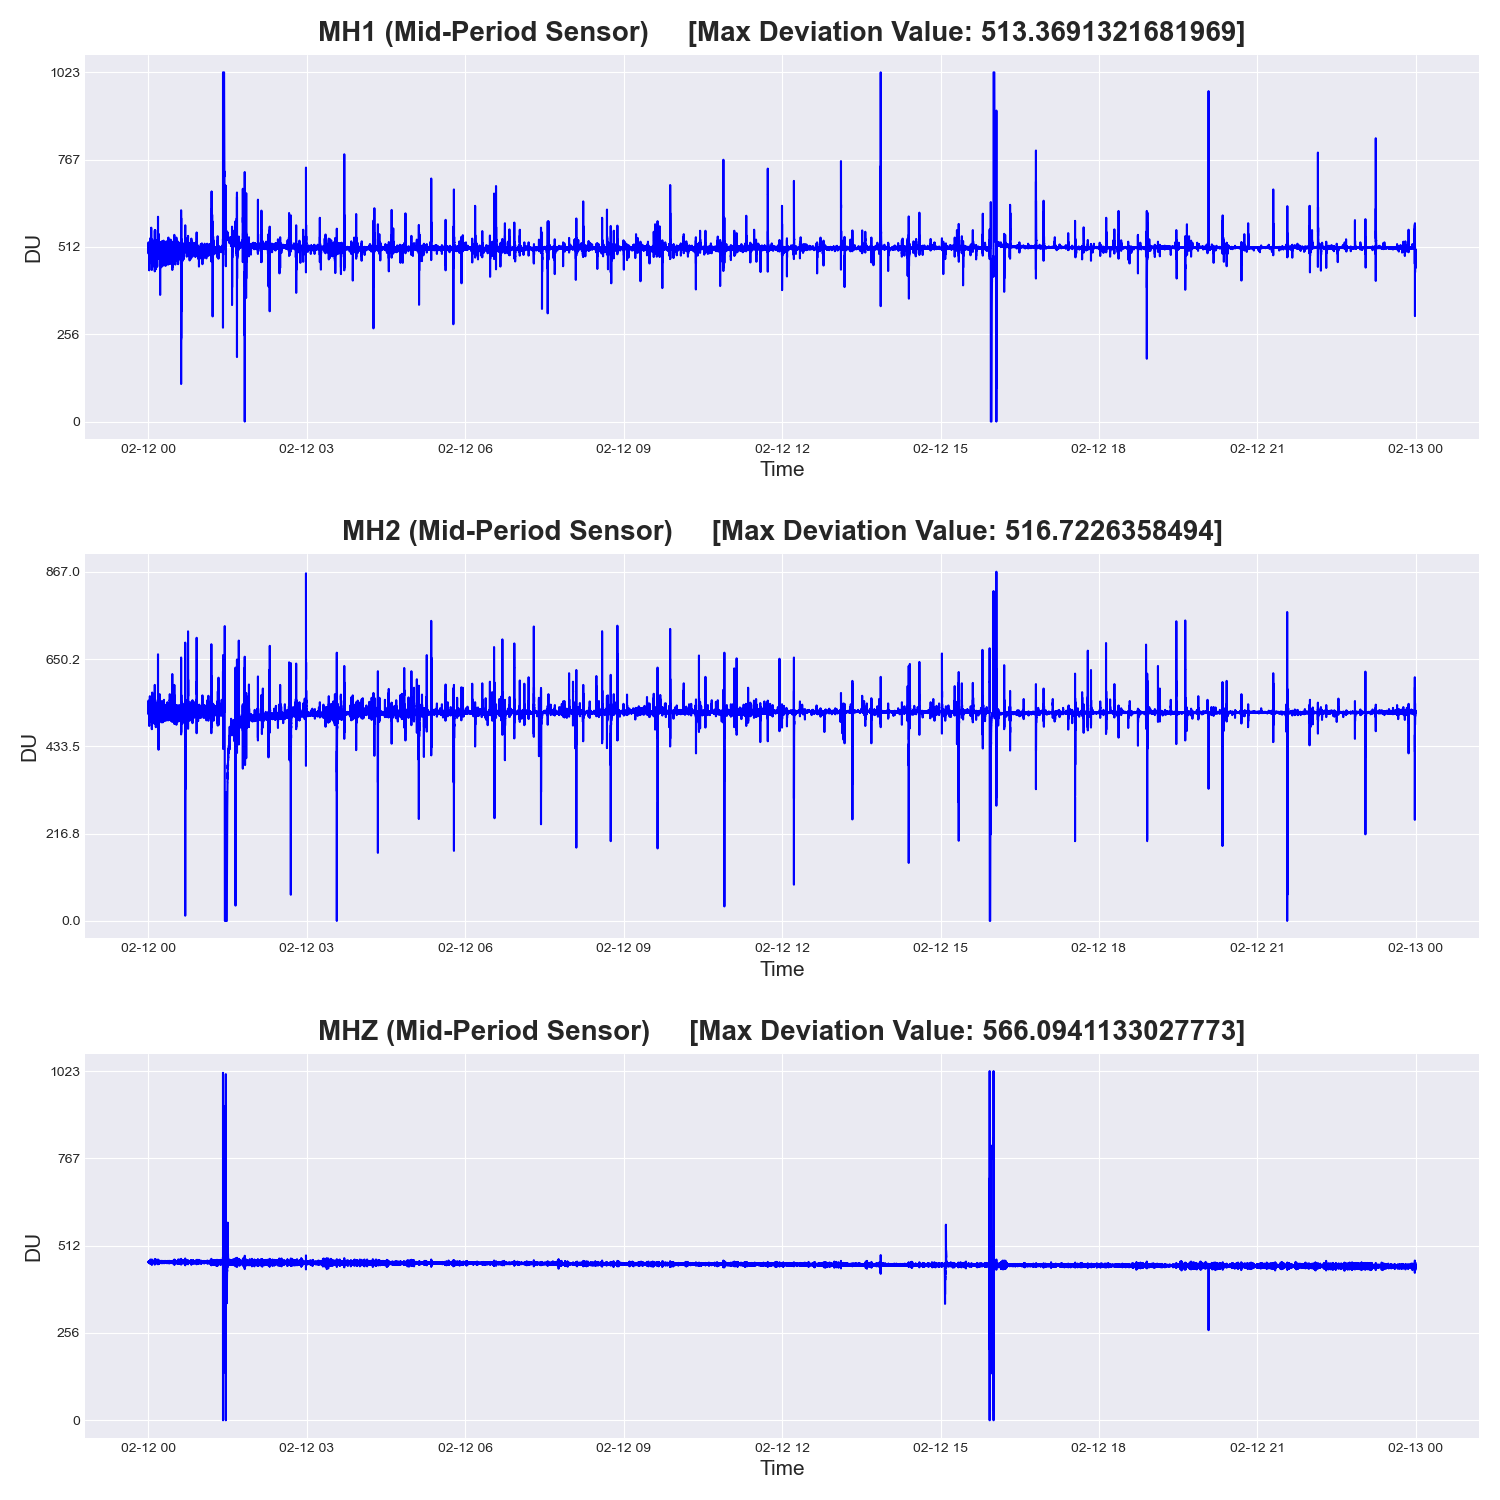 MH1 (Mid-Period Sensor) [Max Deviation Value: 513.3691321681969]
1023
767
512
256
0
DU
02-12 00 02-12 03 02-12 06 02-12 09 02-12 12 02-12 15 02-12 18 02-12 21 02-13 00
Time
MH2 (Mid-Period Sensor) [Max Deviation Value: 516.7226358494]
867.0
650.2
433.5
216.8
0.0
DU
02-12 00 02-12 03 02-12 06 02-12 09 02-12 12 02-12 15 02-12 18 02-12 21 02-13 00
Time
MHZ (Mid-Period Sensor) [Max Deviation Value: 566.0941133027773]
1023
767
512
256
0
DU
02-12 00 02-12 03 02-12 06 02-12 09 02-12 12 02-12 15 02-12 18 02-12 21 02-13 00
Time